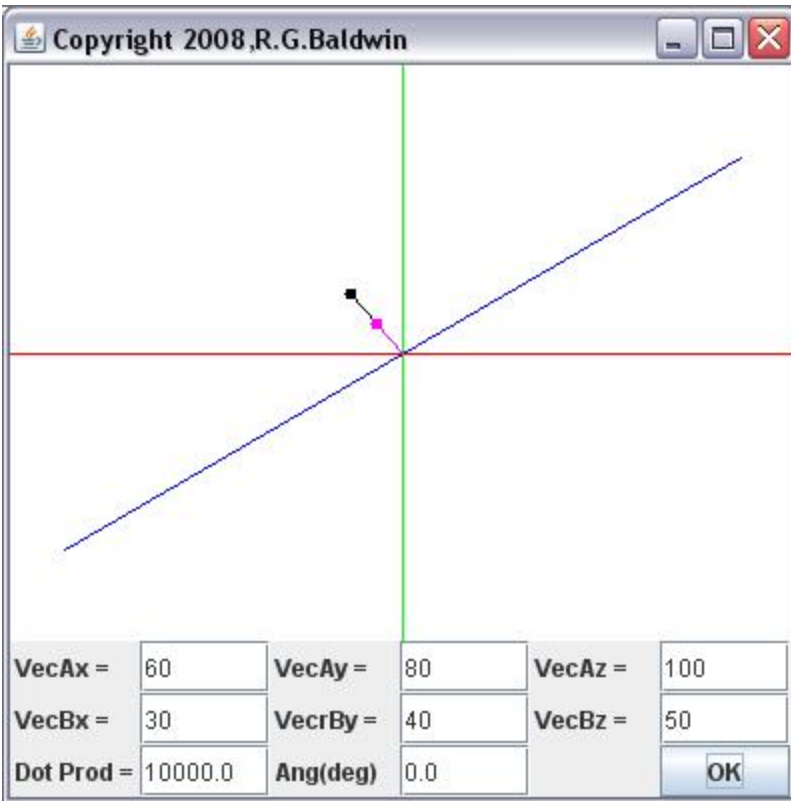 Copyright 2008,R.G.Baldwin
VecAx = 60 VecAy = 80 VecAz = 100
VecBx = 30 VecrBy = 40 VecBz = 50
Dot Prod = 10000.0 Ang(deg) 0.0 OK